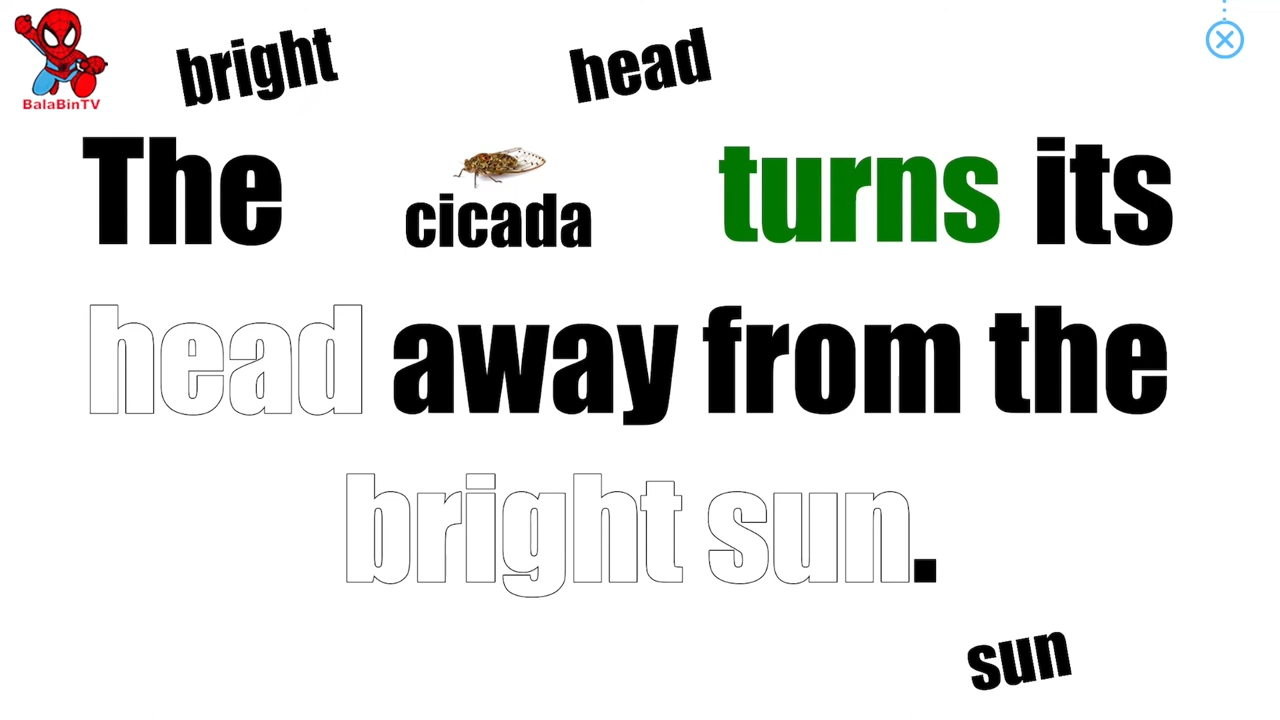 bright head
BalaBinTV
The cicada turns its
head away from the
bright sun.
sun